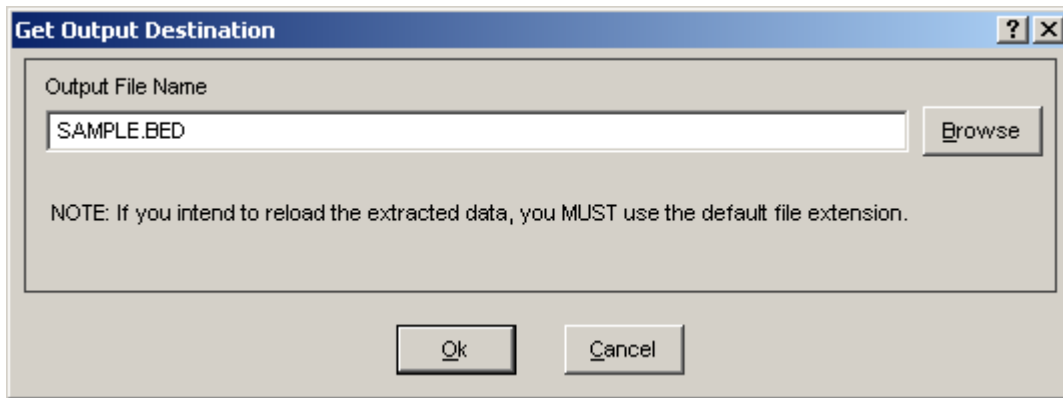 Get Output Destination
?
X
Output File Name
SAMPLE.BED
Browse
NOTE: If you intend to reload the extracted data, you MUST use the default file extension.
Ok
Cancel